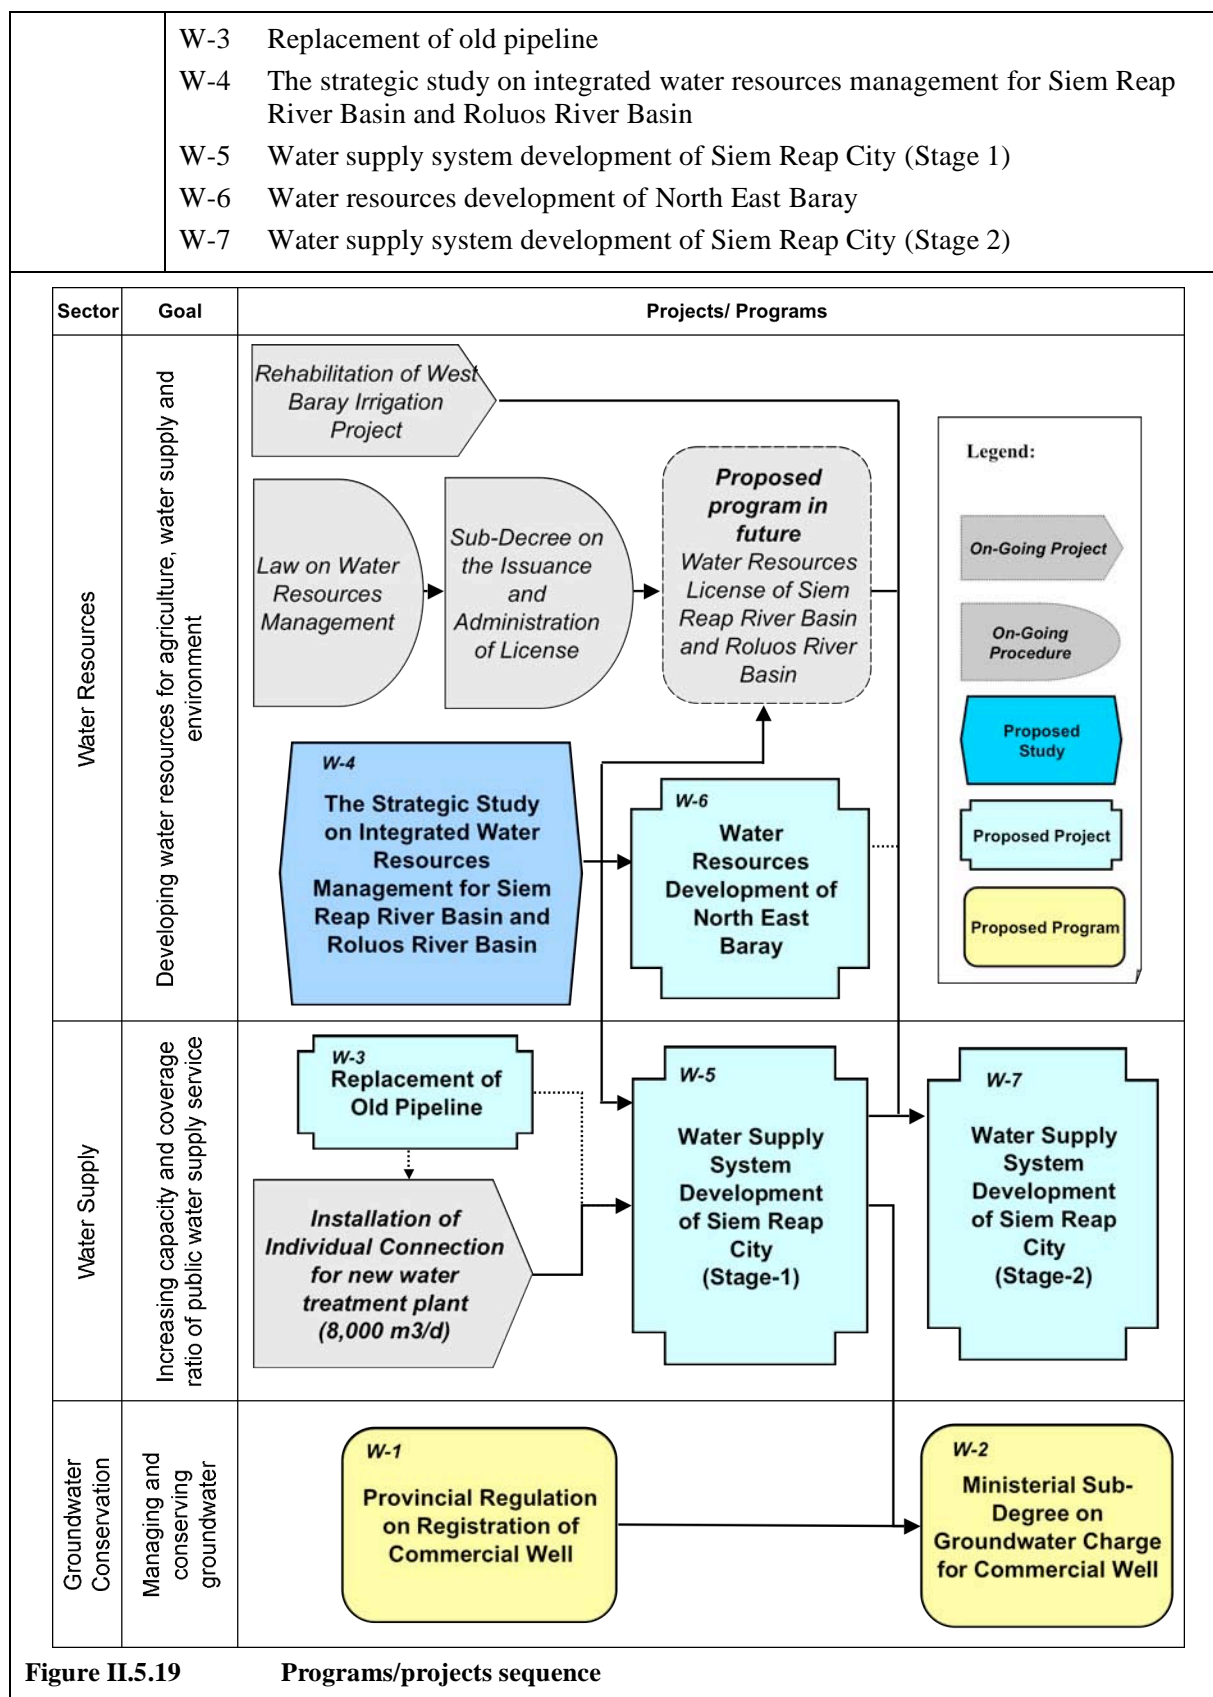 W-3 Replacement of old pipeline
W-4 The strategic study on integrated water resources management for Siem Reap
River Basin and Roluos River Basin
W-5 Water supply system development of Siem Reap City (Stage 1)
W-6 Water resources development of North East Baray
W-7 Water supply system development of Siem Reap City (Stage 2)
Sector Goal Projects/ Programs
Water Resources
Developing water resources for agriculture, water supply and
environment
Rehabilitation of West
Baray Irrigation
Project
Law on Water
Resources
Management
Sub-Decree on
the Issuance
and
Administration
of License
Proposed
program in
future
Water Resources
License of Siem
Reap River Basin
and Roluos River
Basin
W-4
The Strategic Study
on Integrated Water
Resources
Management for Siem
Reap River Basin and
Roluos River Basin
W-6
Water
Resources
Development of
North East
Baray
Legend:
On-Going Project
On-Going
Procedure
Proposed
Study
Proposed Project
Proposed Program
Water Supply
Increasing capacity and coverage
ratio of public water supply service
W-3
Replacement of
Old Pipeline
Installation of
Individual Connection
for new water
treatment plant
(8,000 m3/d)
W-5
Water Supply
System
Development
of Siem Reap
City
(Stage-1)
W-7
Water Supply
System
Development
of Siem Reap
City
(Stage-2)
Groundwater
Conservation
Managing and
conserving
groundwater
W-1
Provincial Regulation
on Registration of
Commercial Well
W-2
Ministerial Sub-
Degree on
Groundwater Charge
for Commercial Well
Figure II.5.19 Programs/projects sequence